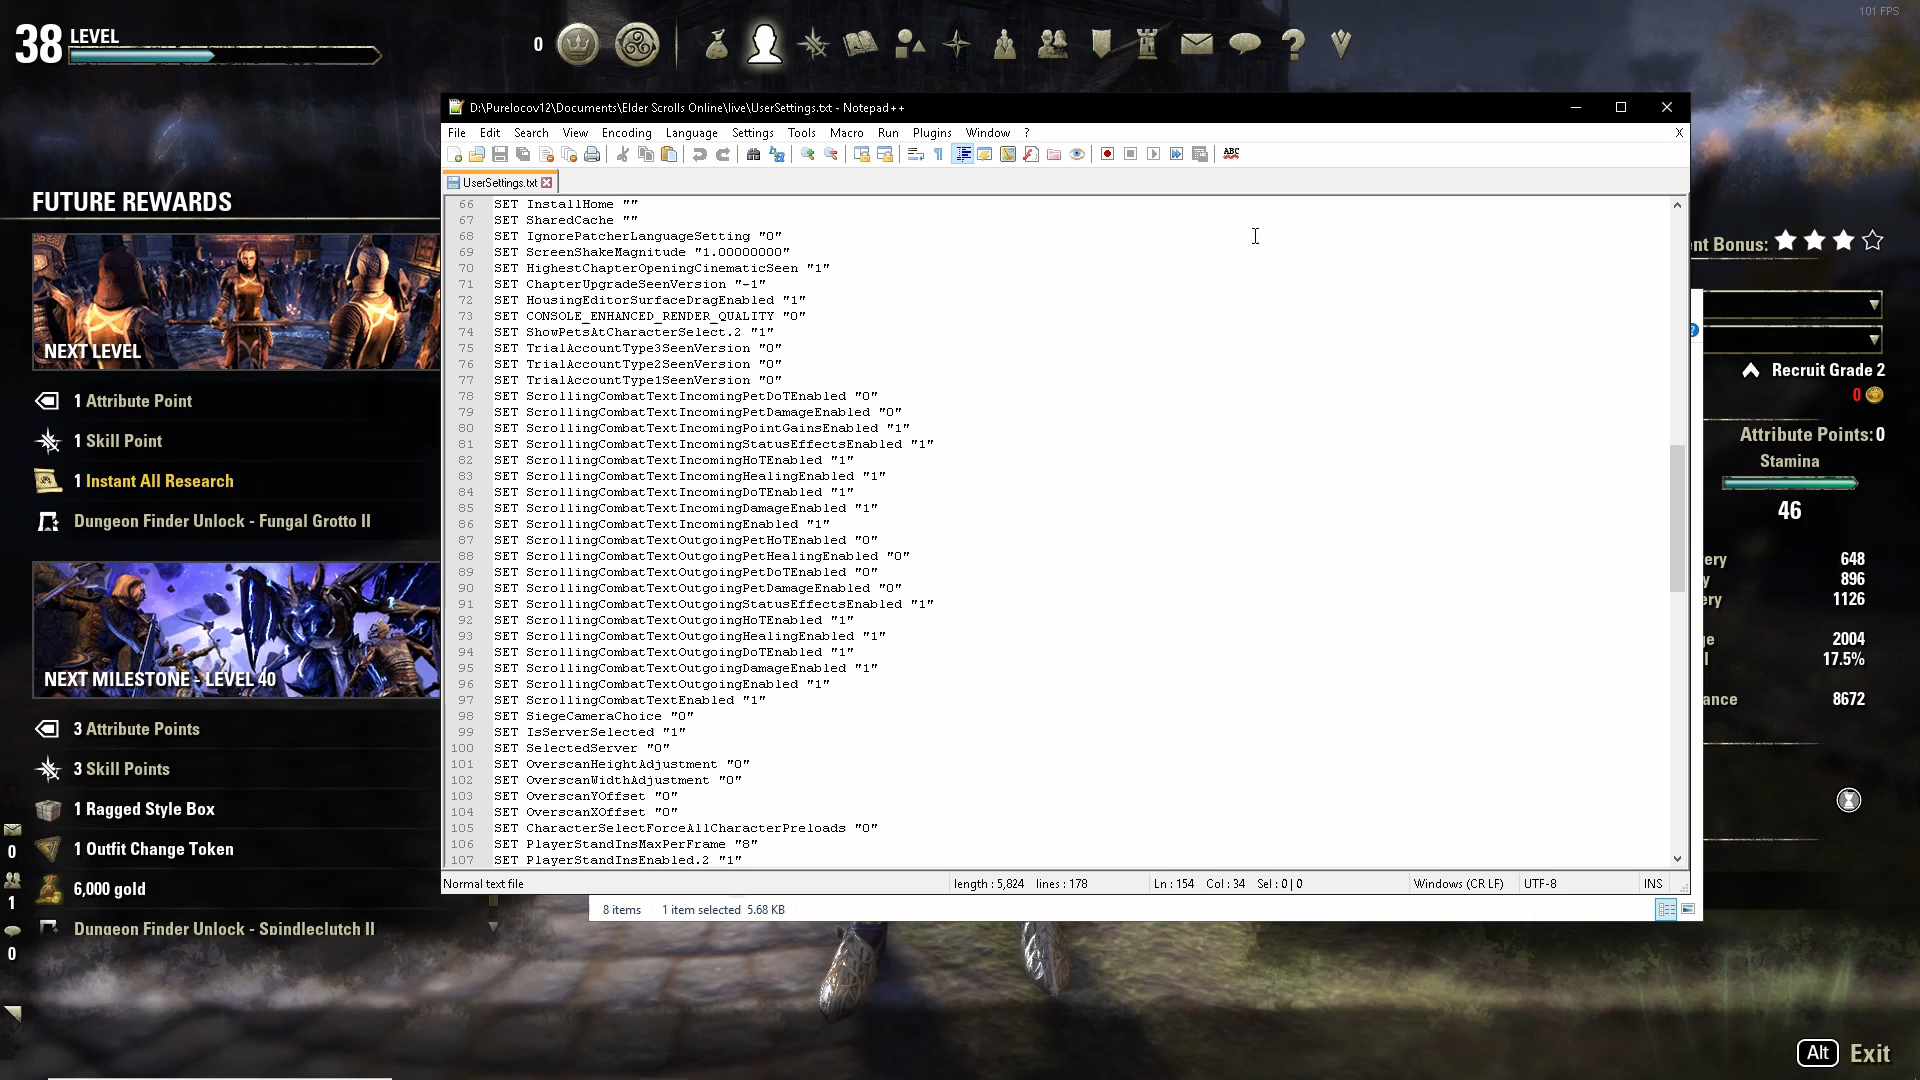 101 FPS
38 LEVEL
0
D:\Purelocov12\Documents\Elder Scrolls Online\live\UserSettings.txt - Notepad++
File Edit Search View Encoding Language Settings Tools Macro Run Plugins Window ? X
ABC
UserSettings.txt
66 SET InstallHome ""
67 SET SharedCache ""
68 SET IgnorePatcherLanguageSetting "0"
69 SET ScreenShakeMagnitude "1.00000000"
70 SET HighestChapterOpeningCinematicSeen "1"
71 SET ChapterUpgradeSeenVersion "-1"
72 SET HousingEditorSurfaceDragEnabled "1"
73 SET CONSOLE_ENHANCED_RENDER_QUALITY "0"
74 SET ShowPetsAtCharacterSelect.2 "1"
75 SET TrialAccountType3SeenVersion "0"
76 SET TrialAccountType2SeenVersion "0"
77 SET TrialAccountType1SeenVersion "0"
78 SET ScrollingCombatTextIncomingPetDoTEnabled "0"
79 SET ScrollingCombatTextIncomingPetDamageEnabled "0"
80 SET ScrollingCombatTextIncomingPointGainsEnabled "1"
81 SET ScrollingCombatTextIncomingStatusEffectsEnabled "1"
82 SET ScrollingCombatTextIncomingHoTEnabled "1"
83 SET ScrollingCombatTextIncomingHealingEnabled "1"
84 SET ScrollingCombatTextIncomingDoTEnabled "1"
85 SET ScrollingCombatTextIncomingDamageEnabled "1"
86 SET ScrollingCombatTextIncomingEnabled "1"
87 SET ScrollingCombatTextOutgoingPetHoTEnabled "0"
88 SET ScrollingCombatTextOutgoingPetHealingEnabled "0"
89 SET ScrollingCombatTextOutgoingPetDoTEnabled "0"
90 SET ScrollingCombatTextOutgoingPetDamageEnabled "0"
91 SET ScrollingCombatTextOutgoingStatusEffectsEnabled "1"
92 SET ScrollingCombatTextOutgoingHoTEnabled "1"
93 SET ScrollingCombatTextOutgoingHealingEnabled "1"
94 SET ScrollingCombatTextOutgoingDoTEnabled "1"
95 SET ScrollingCombatTextOutgoingDamageEnabled "1"
96 SET ScrollingCombatTextOutgoingEnabled "1"
97 SET ScrollingCombatTextEnabled "1"
98 SET SiegeCameraChoice "0"
99 SET IsServerSelected "1"
100 SET SelectedServer "0"
101 SET OverscanHeightAdjustment "0"
102 SET OverscanWidthAdjustment "0"
103 SET OverscanYOffset "0"
104 SET OverscanXOffset "0"
105 SET CharacterSelectForceAllCharacterPreloads "0"
106 SET PlayerStandInsMaxPerFrame "8"
107 SET PlayerStandInsEnabled.2 "1"
Normal text file length : 5,824 lines : 178 Ln : 154 Col : 34 Sel : 0 | 0 Windows (CR LF) UTF-8 INS
8 items 1 item selected 5.68 KB
FUTURE REWARDS
NEXT LEVEL
1 Attribute Point
1 Skill Point
1 Instant All Research
Dungeon Finder Unlock - Fungal Grotto II
NEXT MILESTONE - LEVEL 40
3 Attribute Points
3 Skill Points
1 Ragged Style Box
1 Outfit Change Token
6,000 gold
Dungeon Finder Unlock - Spindleclutch II
0
1
0
nt Bonus:
Recruit Grade 2
0
Attribute Points: 0
Stamina
46
ery 648
y 896
ery 1126
ge 2004
l 17.5%
ance 8672
Alt Exit